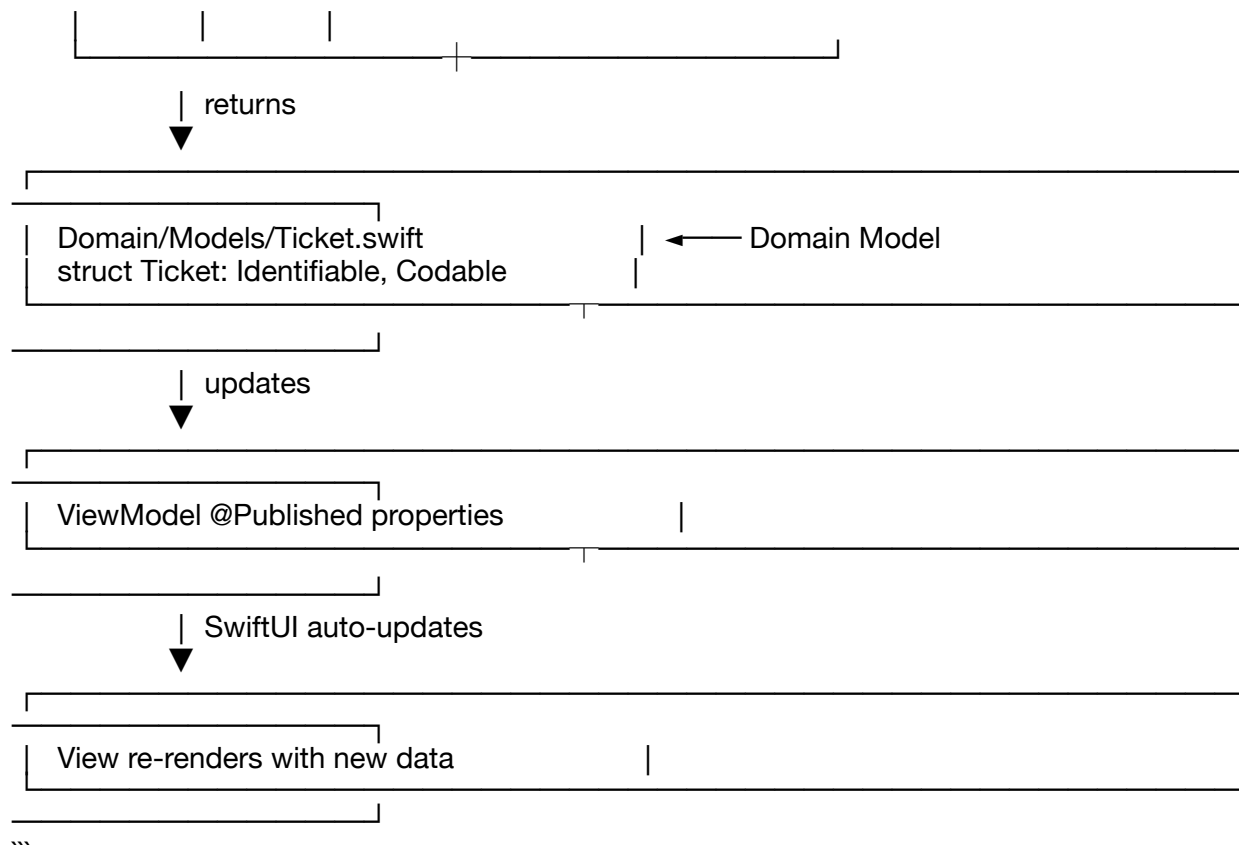 returns
▼
Domain/Models/Ticket.swift ◄─── Domain Model
struct Ticket: Identifiable, Codable
updates
▼
ViewModel @Published properties
SwiftUI auto-updates
▼
View re-renders with new data
```